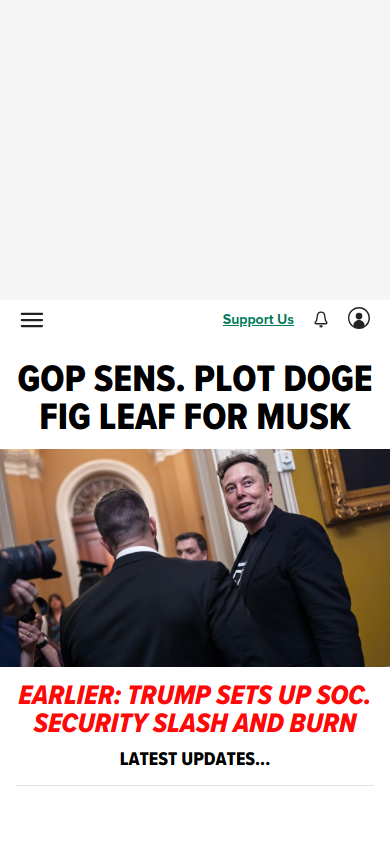 Support Us
GOP SENS. PLOT DOGE
FIG LEAF FOR MUSK
EARLIER: TRUMP SETS UP SOC.
SECURITY SLASH AND BURN
LATEST UPDATES...